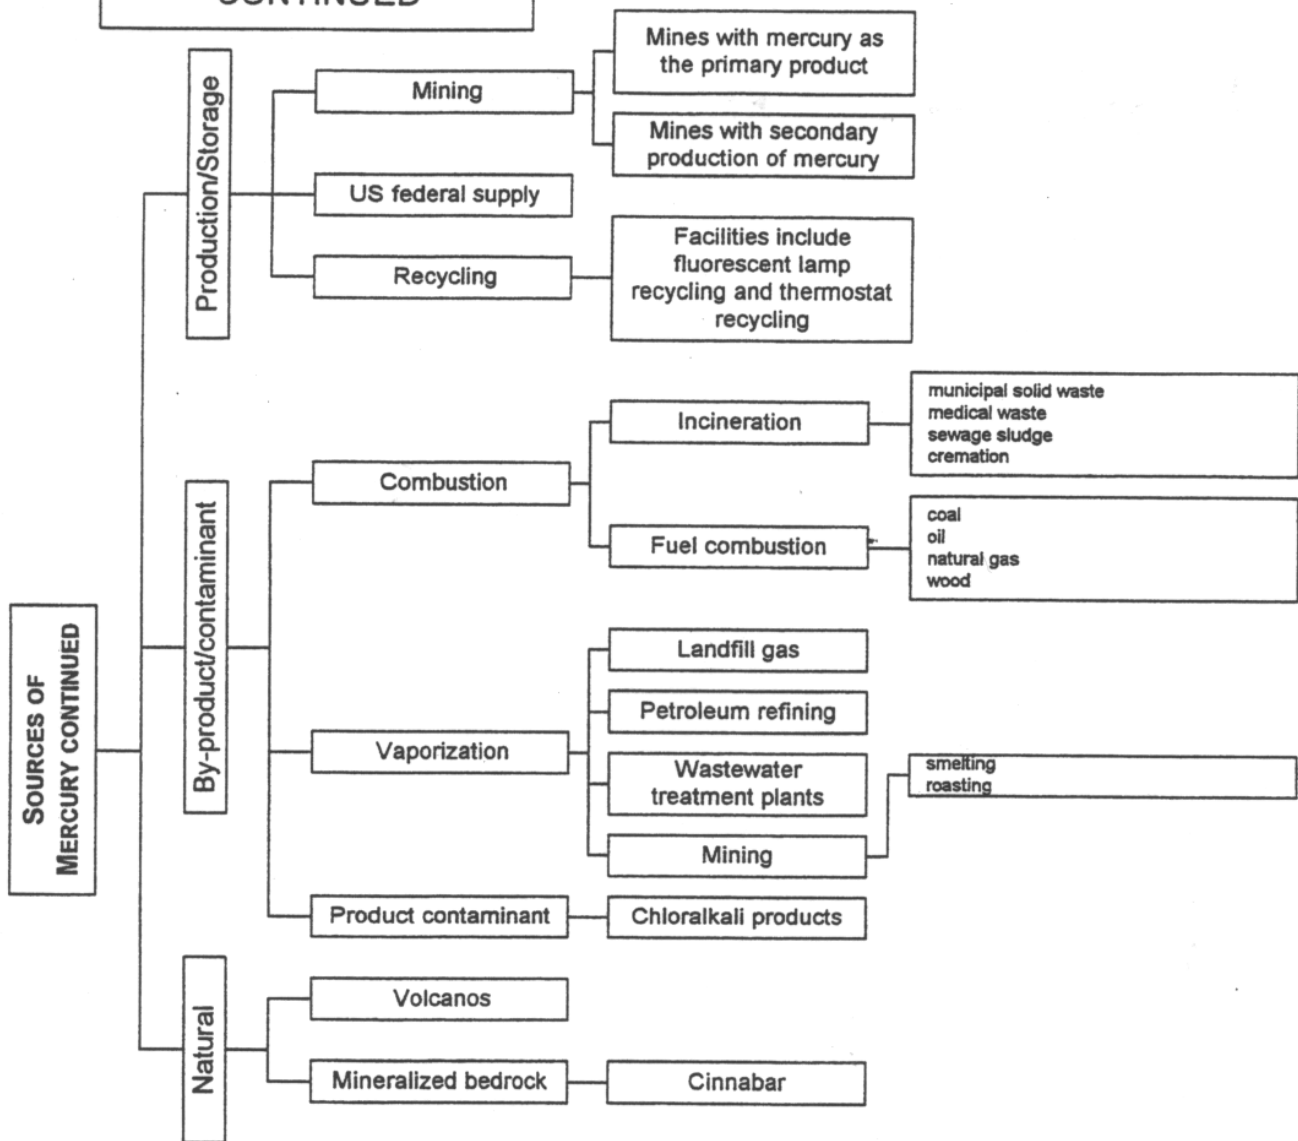 CONTINUED
SOURCES OF
MERCURY CONTINUED
Production/Storage
Mining
Mines with mercury as
the primary product
Mines with secondary
production of mercury
US federal supply
Recycling
Facilities include
fluorescent lamp
recycling and thermostat
recycling
By-product/contaminant
Combustion
Incineration
municipal solid waste
medical waste
sewage sludge
cremation
Fuel combustion
coal
oil
natural gas
wood
Vaporization
Landfill gas
Petroleum refining
Wastewater
treatment plants
Mining
smelting
roasting
Product contaminant
Chloralkali products
Natural
Volcanos
Mineralized bedrock
Cinnabar